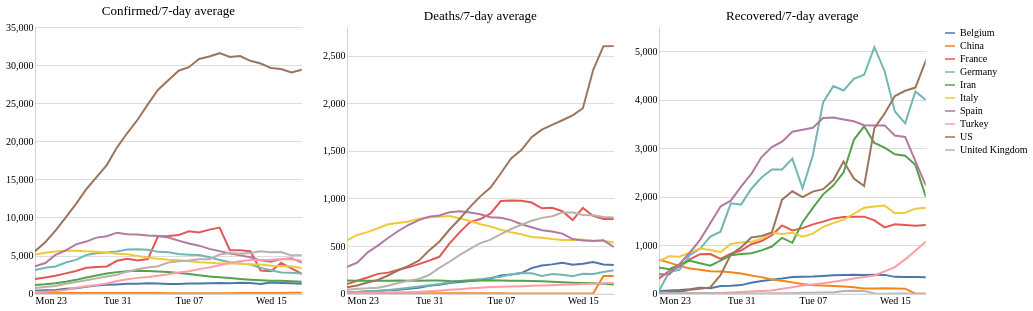 Confirmed/7-day average
35,000
30,000
25,000
20,000
15,000
10,000
5,000
0
Mon 23
Tue 31
Tue 07
Wed 15
Deaths/7-day average
2,500
2,000
1,500
1,000
500
0
Mon 23
Tue 31
Tue 07
Wed 15
Recovered/7-day average
5,000
4,000
3,000
2,000
1,000
0
Mon 23
Tue 31
Tue 07
Wed 15
Belgium
China
France
Germany
Iran
Italy
Spain
Turkey
US
United Kingdom